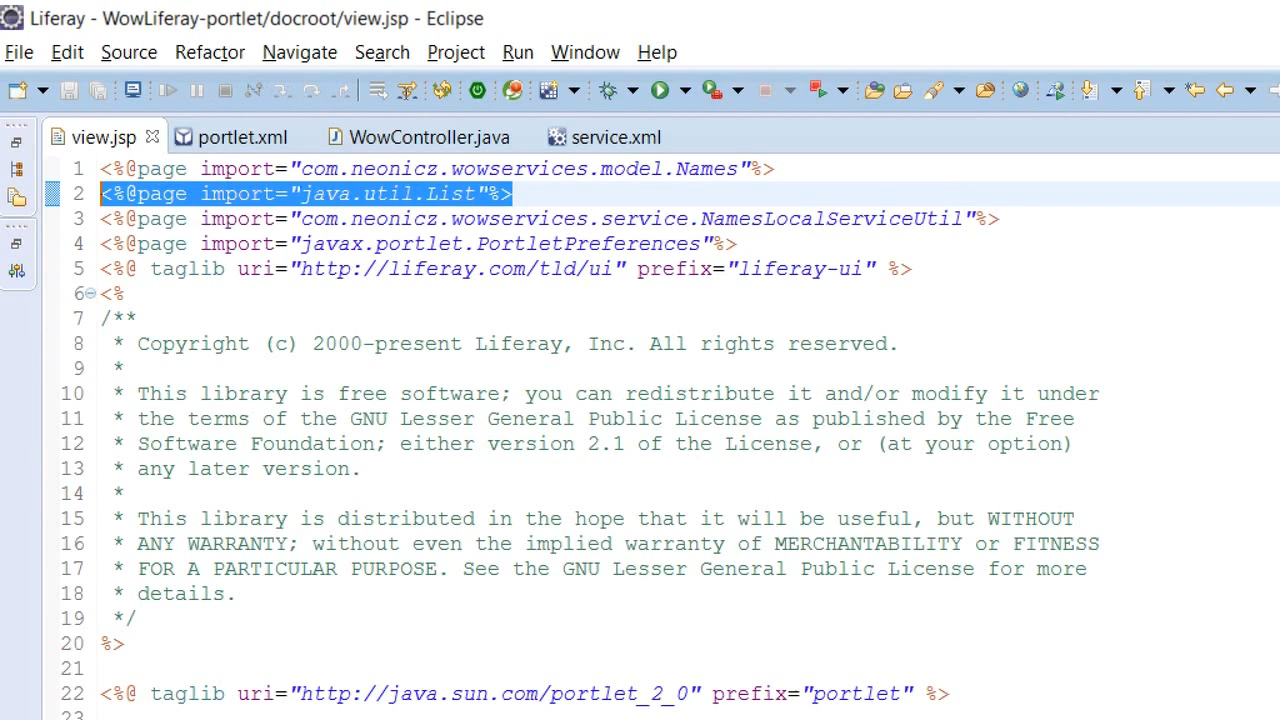 Liferay - WowLiferay-portlet/docroot/view.jsp - Eclipse
File Edit Source Refactor Navigate Search Project Run Window Help
view.jsp portlet.xml WowController.java service.xml
1 <%@page import="com.neonicz.wowservices.model.Names"%>
2 <%@page import="java.util.List"%>
3 <%@page import="com.neonicz.wowservices.service.NamesLocalServiceUtil"%>
4 <%@page import="javax.portlet.PortletPreferences"%>
5 <%@ taglib uri="http://liferay.com/tld/ui" prefix="liferay-ui" %>
6 <%
7 /**
8 * Copyright (c) 2000-present Liferay, Inc. All rights reserved.
9 *
10 * This library is free software; you can redistribute it and/or modify it under
11 * the terms of the GNU Lesser General Public License as published by the Free
12 * Software Foundation; either version 2.1 of the License, or (at your option)
13 * any later version.
14 *
15 * This library is distributed in the hope that it will be useful, but WITHOUT
16 * ANY WARRANTY; without even the implied warranty of MERCHANTABILITY or FITNESS
17 * FOR A PARTICULAR PURPOSE. See the GNU Lesser General Public License for more
18 * details.
19 */
20 %>
21
22 <%@ taglib uri="http://java.sun.com/portlet_2_0" prefix="portlet" %>
23